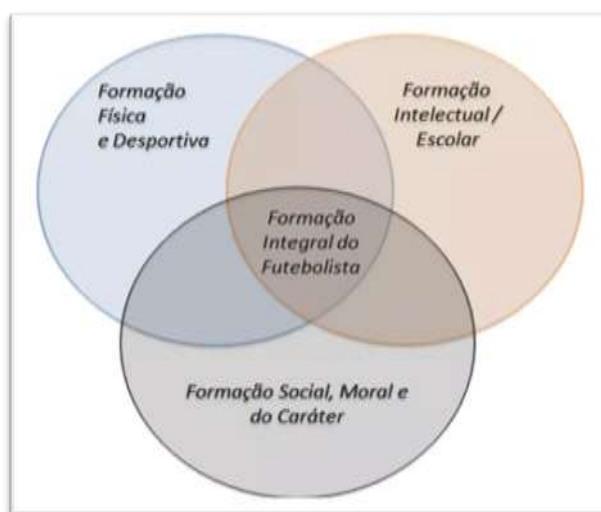 Formação
Física
e Desportiva
Formação
Intelectual /
Escolar
Formação
Integral do
Futebolista
Formação Social, Moral e
do Caráter